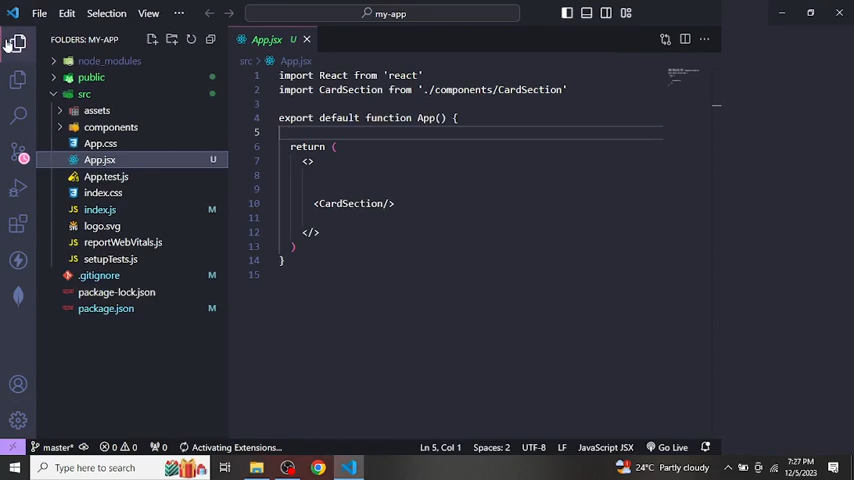 File Edit Selection View ··· my-app
FOLDERS: MY-APP
node_modules
public
src
assets
components
App.css
App.jsx U
App.test.js
index.css
JS index.js M
logo.svg
JS reportWebVitals.js
JS setupTests.js
.gitignore
package-lock.json
package.json M
App.jsx U
src > App.jsx
1 import React from 'react'
2 import CardSection from './components/CardSection'
3
4 export default function App() {
5
6 return (
7 <>
8
9
10 <CardSection/>
11
12 </>
13 )
14 }
15
master* 0 0 0 Activating Extensions... Ln 5, Col 1 Spaces: 2 UTF-8 LF JavaScript JSX Go Live
Type here to search 24°C Partly cloudy 7:27 PM
12/5/2023